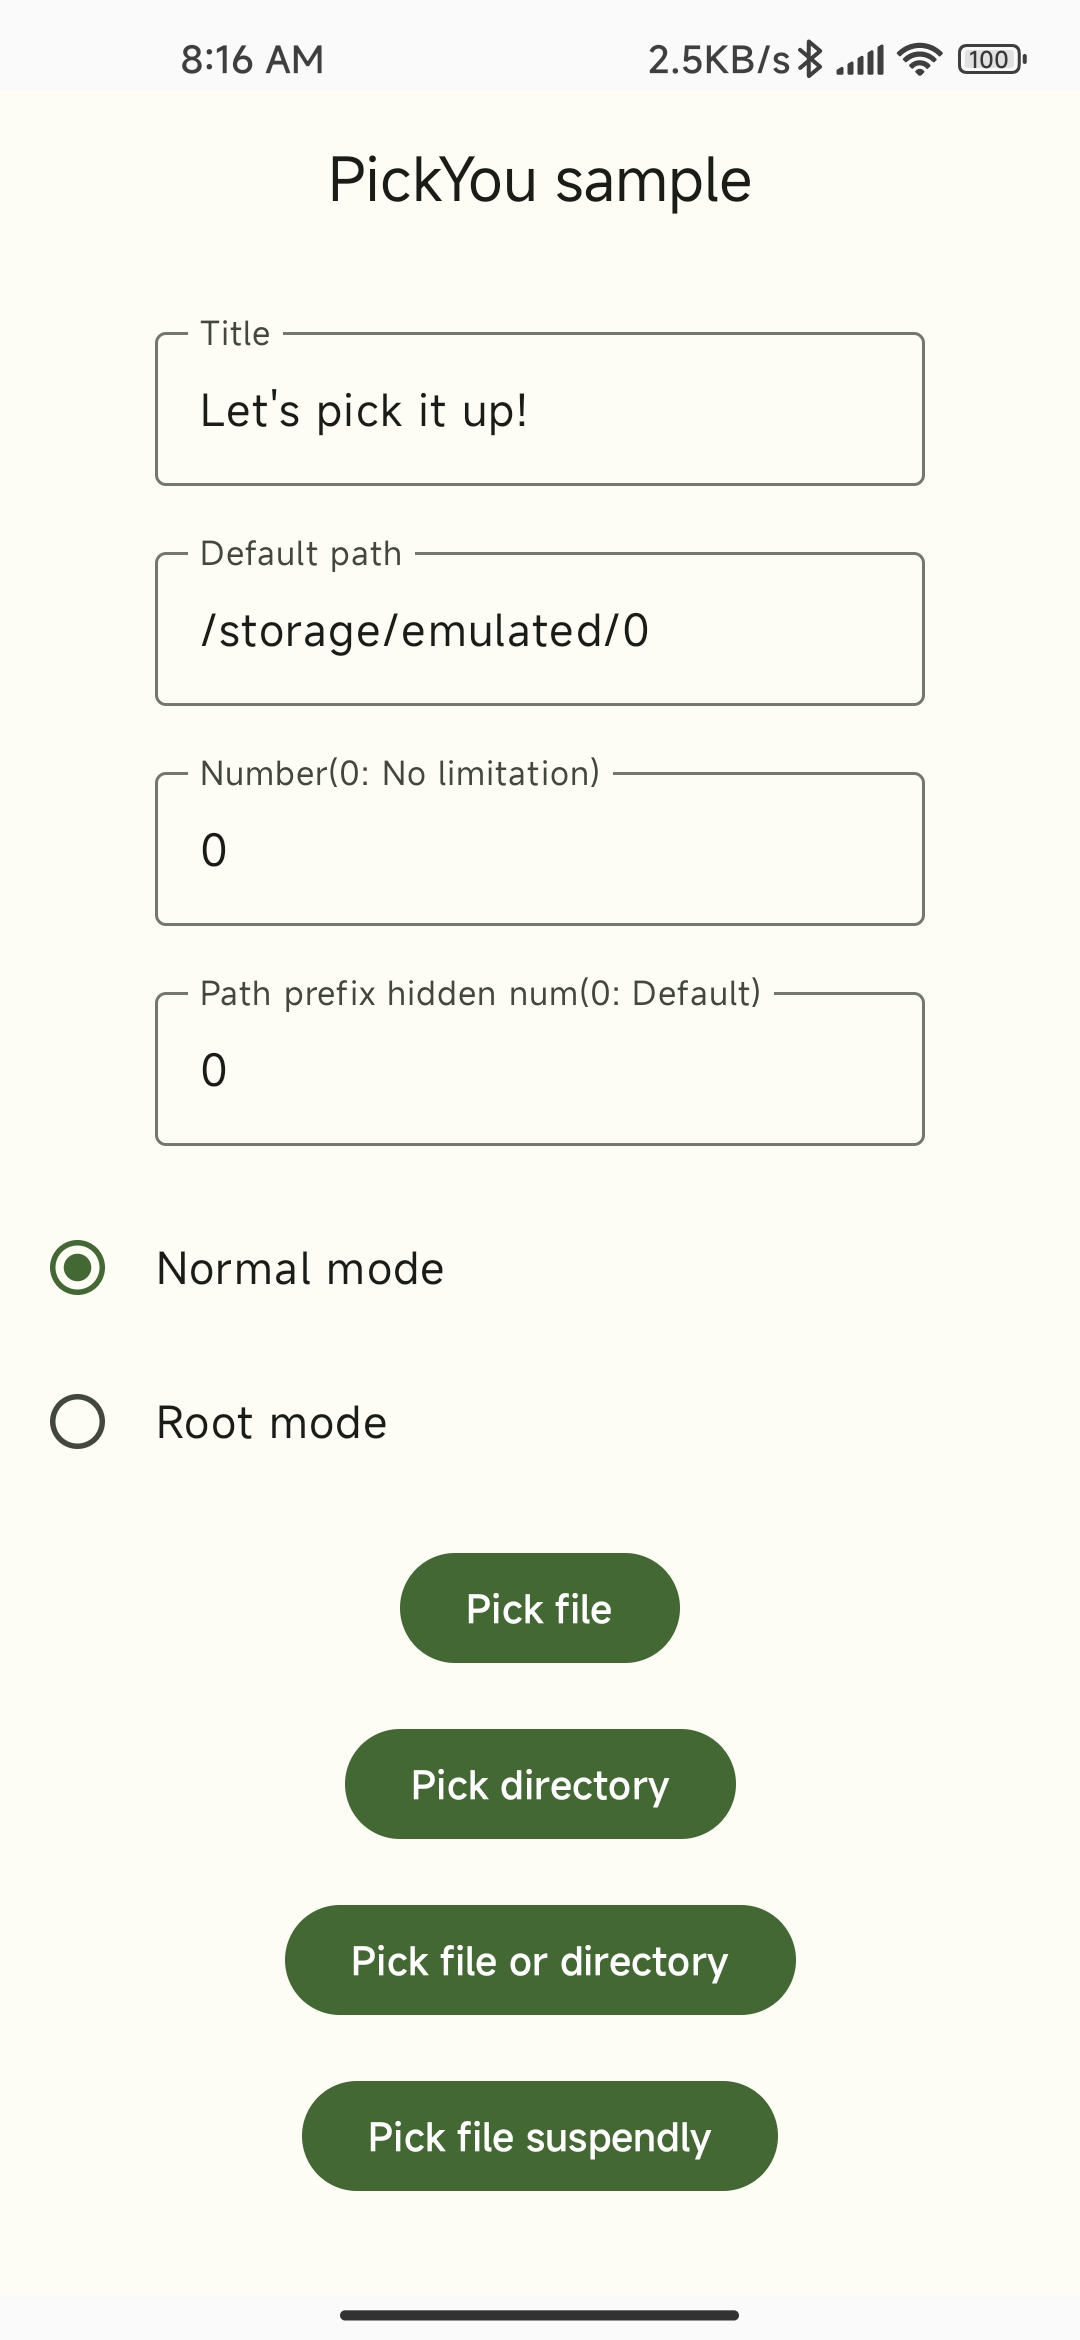 8:16 AM 2.5KB/s 100
PickYou sample
Title
Let's pick it up!
Default path
/storage/emulated/0
Number(0: No limitation)
0
Path prefix hidden num(0: Default)
0
Normal mode
Root mode
Pick file
Pick directory
Pick file or directory
Pick file suspendly